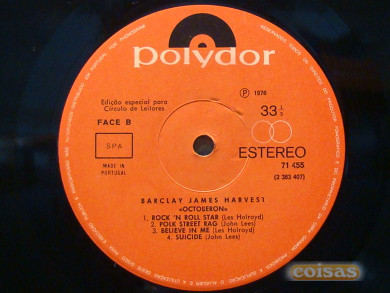 polydor
Edição especial para
Círculo de Leitores
FACE B
SPA
MADE IN
PORTUGAL
Ⓟ 1976
33 1/3
ESTEREO
71 455
(2 383 407)
BARCLAY JAMES HARVEST
«OCTOBERON»
1. ROCK 'N ROLL STAR (Les Holroyd)
2. POLK STREET RAG (John Lees)
3. BELIEVE IN ME (Les Holroyd)
4. SUICIDE (John Lees)
coisas